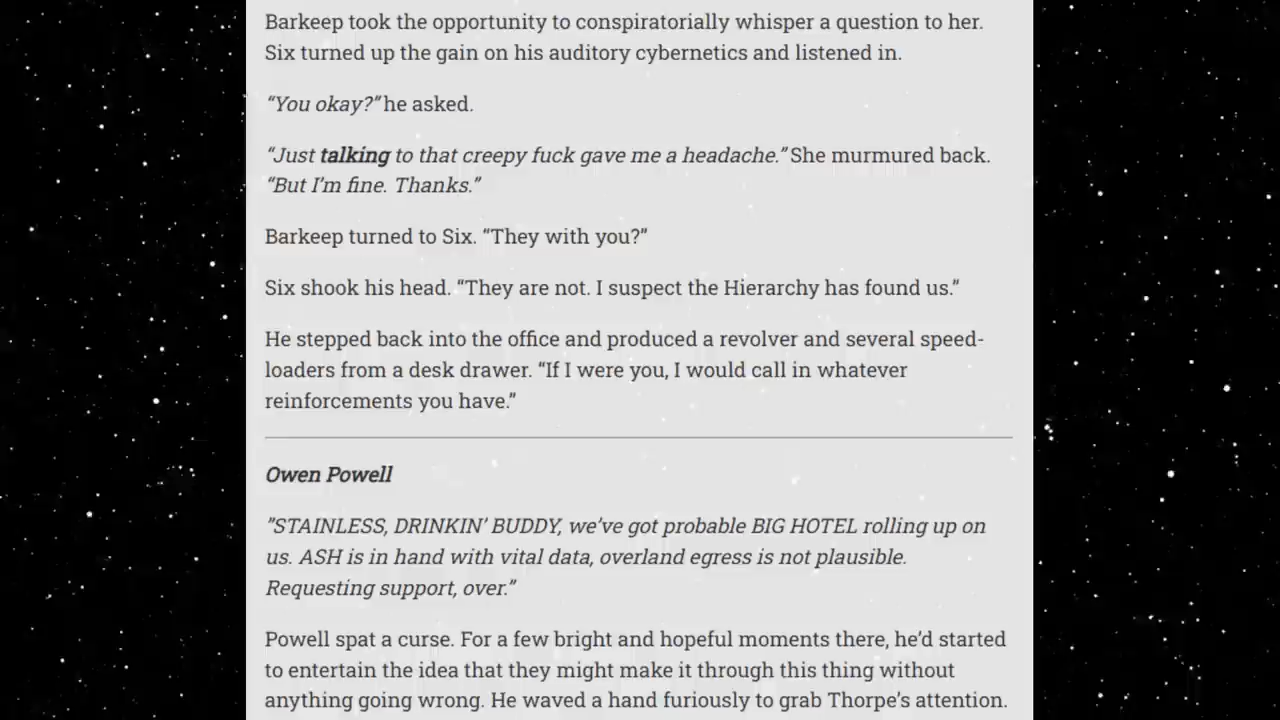 Barkeep took the opportunity to conspiratorially whisper a question to her.
Six turned up the gain on his auditory cybernetics and listened in.
“You okay?” he asked.
“Just talking to that creepy fuck gave me a headache.” She murmured back.
“But I’m fine. Thanks.”
Barkeep turned to Six. “They with you?”
Six shook his head. “They are not. I suspect the Hierarchy has found us.”
He stepped back into the office and produced a revolver and several speed-
loaders from a desk drawer. “If I were you, I would call in whatever
reinforcements you have.”
Owen Powell
”STAINLESS, DRINKIN’ BUDDY, we’ve got probable BIG HOTEL rolling up on
us. ASH is in hand with vital data, overland egress is not plausible.
Requesting support, over.”
Powell spat a curse. For a few bright and hopeful moments there, he’d started
to entertain the idea that they might make it through this thing without
anything going wrong. He waved a hand furiously to grab Thorpe’s attention.